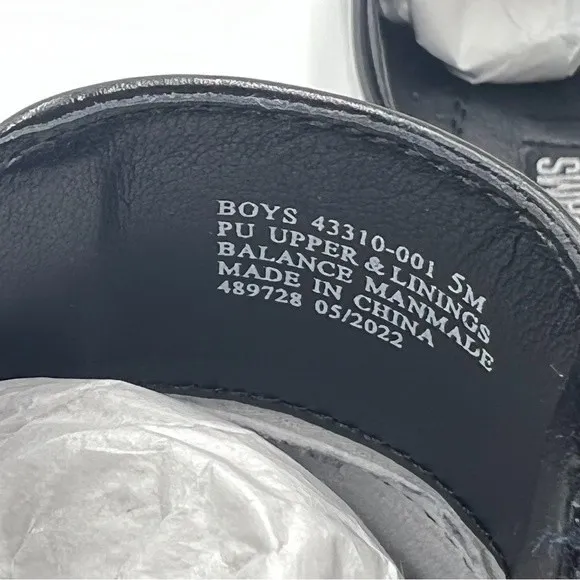 BOYS 43310-001 5M
PU UPPER & LININGS
BALANCE MANMADE
MADE IN CHINA
489728 05/2022